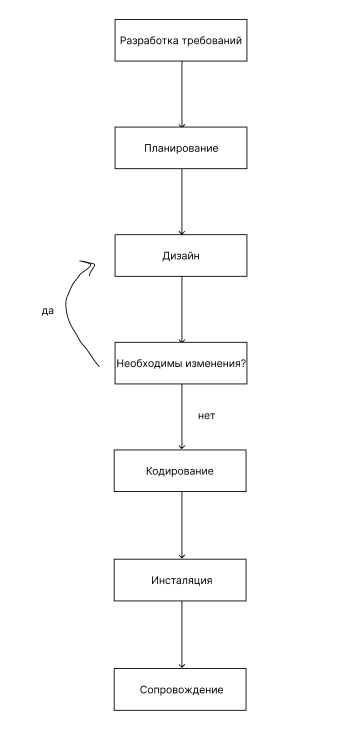 Разработка требований
Планирование
Дизайн
да
Необходимы изменения?
нет
Кодирование
Инсталяция
Сопровождение